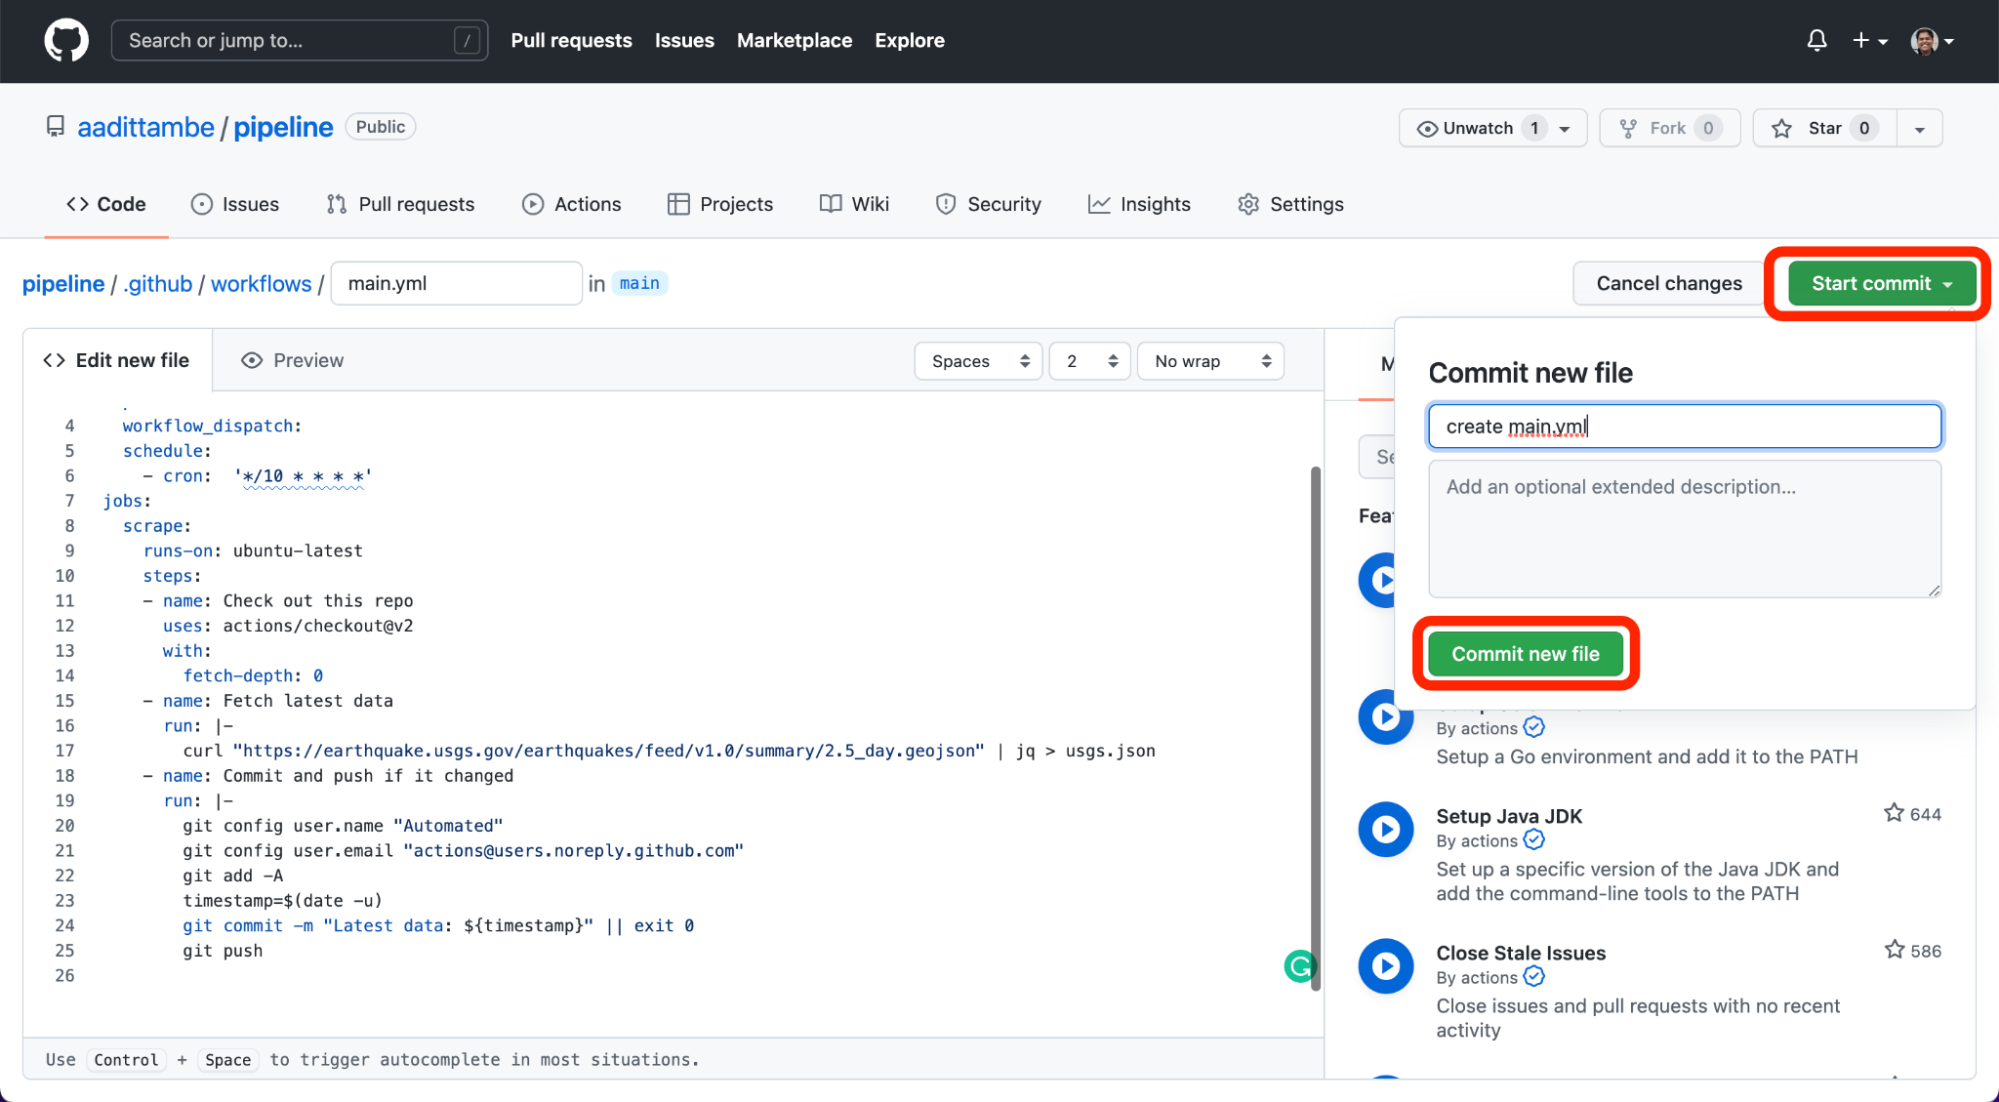 Search or jump to... /
Pull requests Issues Marketplace Explore
aadittambe / pipeline Public
Unwatch 1 Fork 0 Star 0
Code Issues Pull requests Actions Projects Wiki Security Insights Settings
pipeline / .github / workflows / main.yml in main
Cancel changes Start commit
Edit new file Preview
Spaces 2 No wrap
4 workflow_dispatch:
5 schedule:
6 - cron: '*/10 * * * *'
7 jobs:
8 scrape:
9 runs-on: ubuntu-latest
10 steps:
11 - name: Check out this repo
12 uses: actions/checkout@v2
13 with:
14 fetch-depth: 0
15 - name: Fetch latest data
16 run: |-
17 curl "https://earthquake.usgs.gov/earthquakes/feed/v1.0/summary/2.5_day.geojson" | jq > usgs.json
18 - name: Commit and push if it changed
19 run: |-
20 git config user.name "Automated"
21 git config user.email "actions@users.noreply.github.com"
22 git add -A
23 timestamp=$(date -u)
24 git commit -m "Latest data: ${timestamp}" || exit 0
25 git push
26
Use Control + Space to trigger autocomplete in most situations.
Commit new file
create main.yml
Add an optional extended description...
Commit new file
By actions
Setup a Go environment and add it to the PATH
Setup Java JDK 644
By actions
Set up a specific version of the Java JDK and
add the command-line tools to the PATH
Close Stale Issues 586
By actions
Close issues and pull requests with no recent
activity